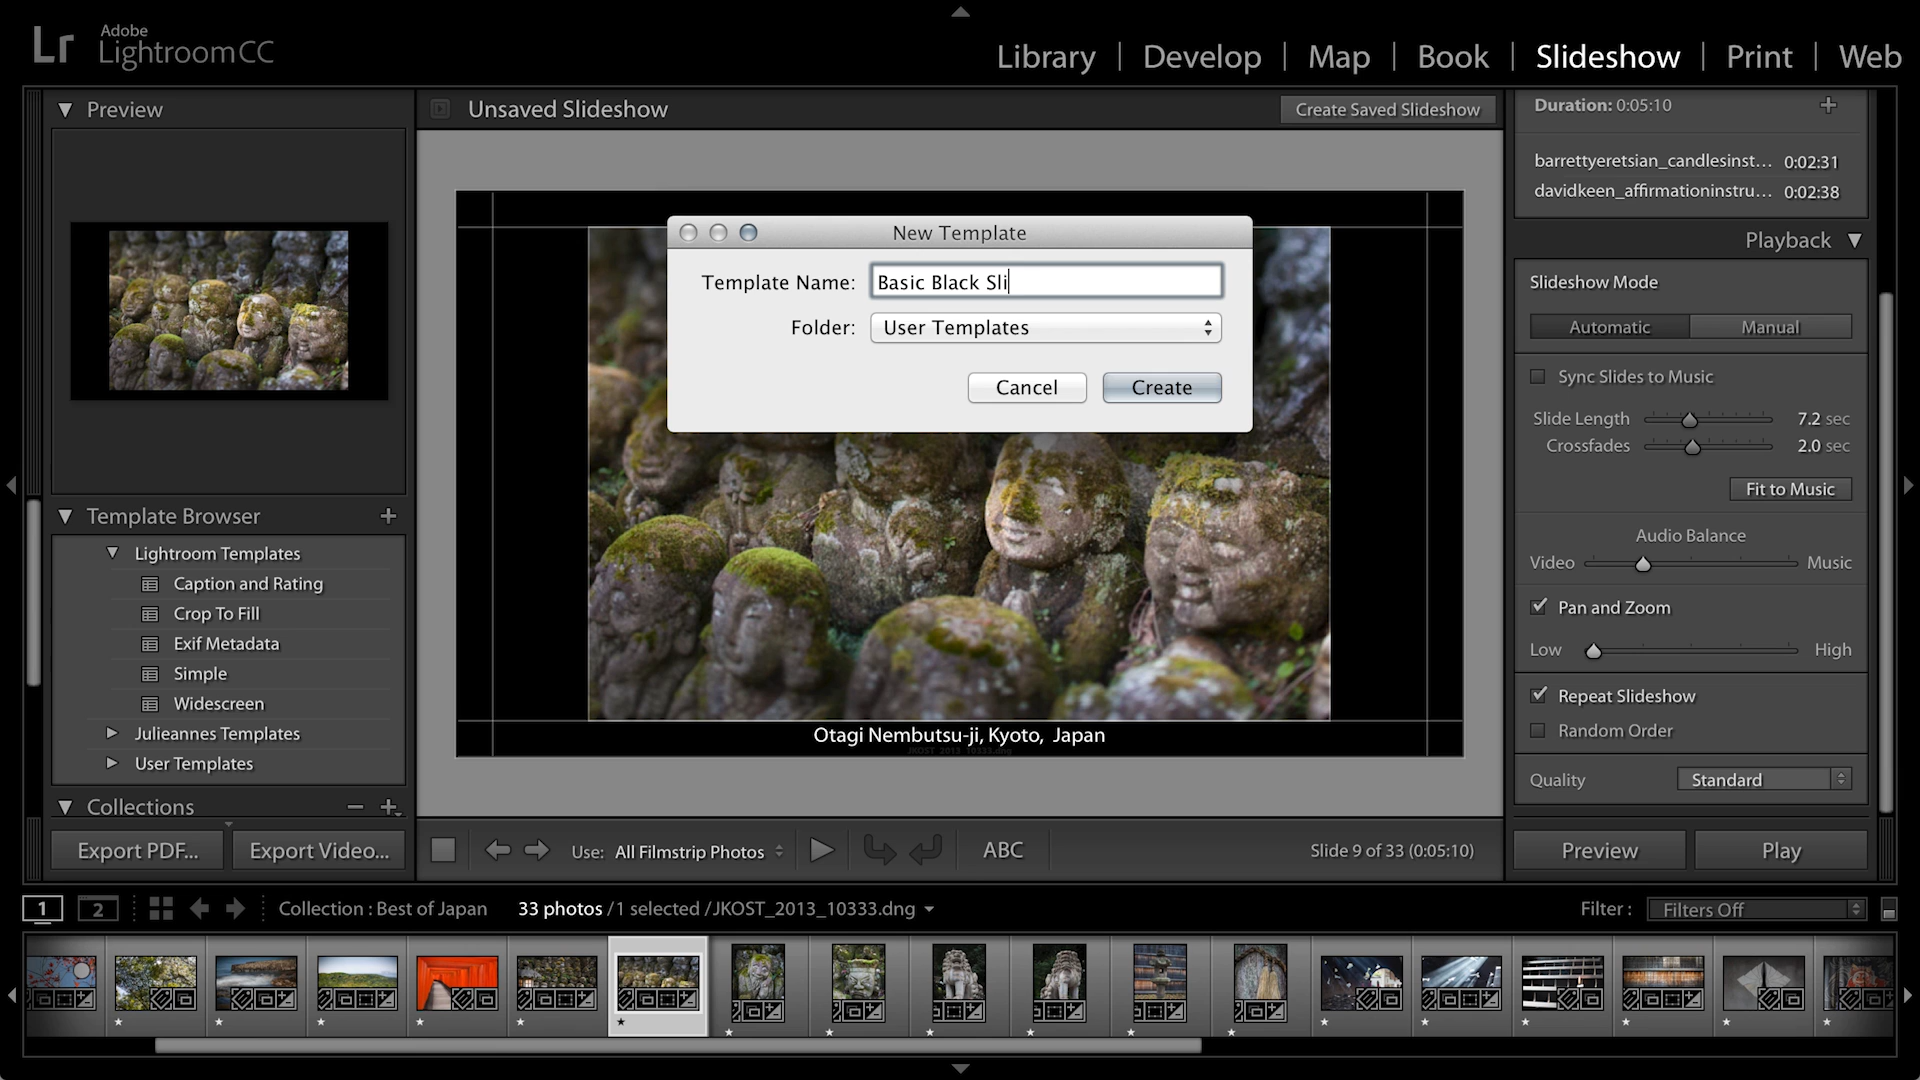 Lr
Adobe
Lightroom CC
Library | Develop | Map | Book | Slideshow | Print | Web
Preview
Unsaved Slideshow
Create Saved Slideshow
Duration: 0:05:10
barrettyeretsian_candlesinst... 0:02:31
davidkeen_affirmationinstru... 0:02:38
New Template
Template Name: Basic Black Sli
Folder: User Templates
Cancel
Create
Playback
Slideshow Mode
Automatic
Manual
Sync Slides to Music
Slide Length 7.2 sec
Crossfades 2.0 sec
Fit to Music
Audio Balance
Video
Music
Pan and Zoom
Low
High
Repeat Slideshow
Random Order
Quality
Standard
Template Browser
Lightroom Templates
Caption and Rating
Crop To Fill
Exif Metadata
Simple
Widescreen
Julieannes Templates
User Templates
Collections
Otagi Nembutsu-ji, Kyoto, Japan
JKOST_2013_10333.dng
Export PDF...
Export Video...
Use: All Filmstrip Photos
ABC
Slide 9 of 33 (0:05:10)
Preview
Play
1
2
Collection : Best of Japan
33 photos / 1 selected / JKOST_2013_10333.dng
Filter :
Filters Off